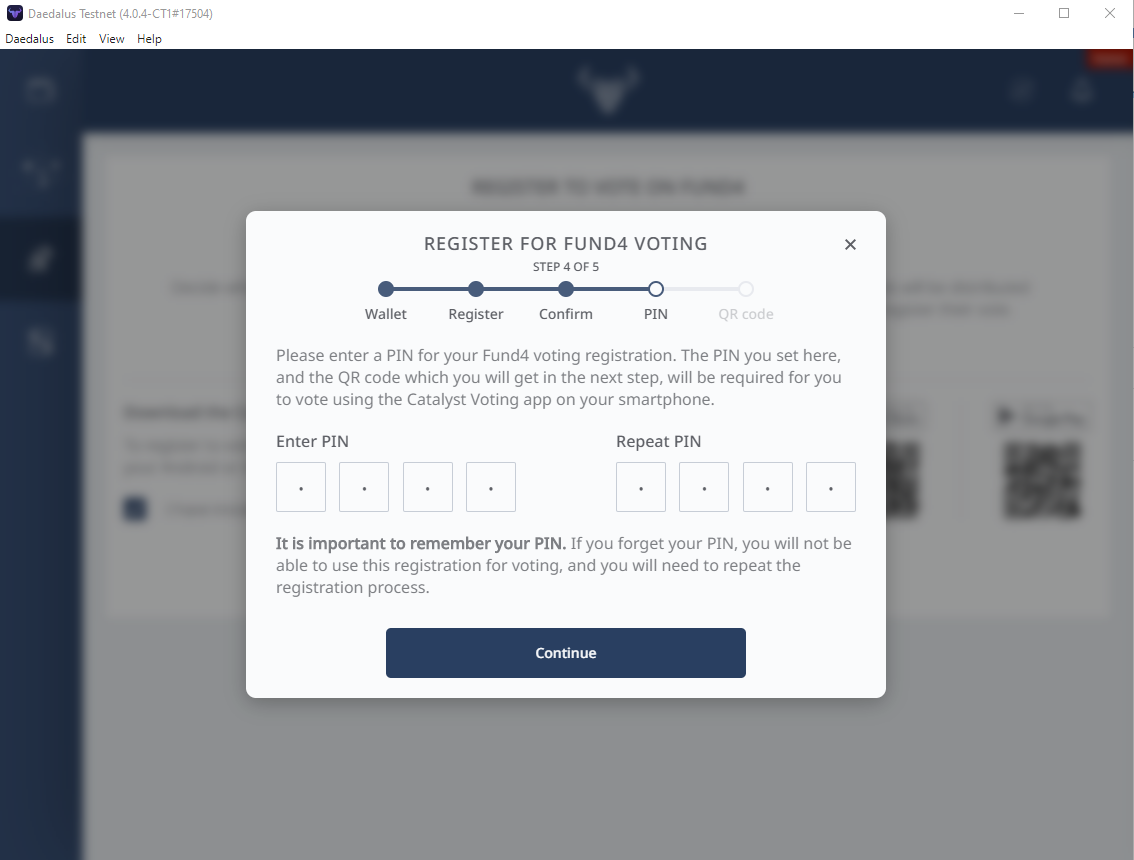 Daedalus Testnet (4.0.4-CT1#17504)
Daedalus Edit View Help
REGISTER TO VOTE ON FUND4
REGISTER FOR FUND4 VOTING
STEP 4 OF 5
Wallet Register Confirm PIN QR code
Please enter a PIN for your Fund4 voting registration. The PIN you set here,
and the QR code which you will get in the next step, will be required for you
to vote using the Catalyst Voting app on your smartphone.
Enter PIN Repeat PIN
It is important to remember your PIN. If you forget your PIN, you will not be
able to use this registration for voting, and you will need to repeat the
registration process.
Continue